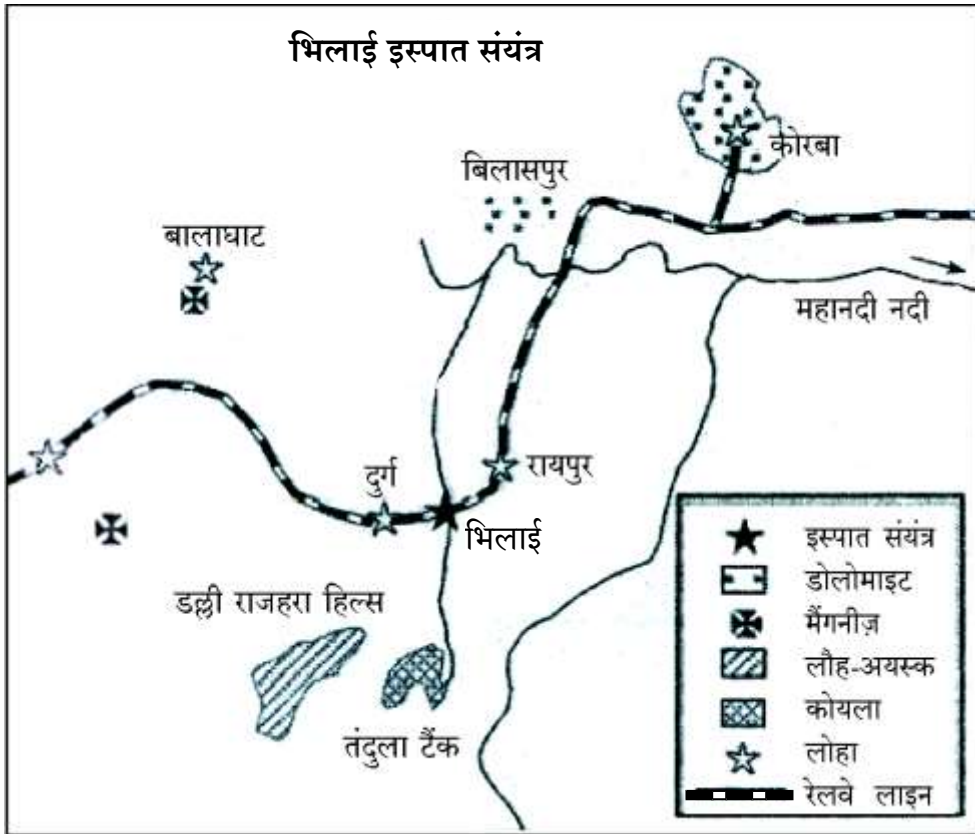 भिलाई इस्पात संयंत्र
कोरबा
बिलासपुर
बालाघाट
महानदी नदी
दुर्ग
रायपुर
भिलाई
डल्ली राजहरा हिल्स
तंदुला टैंक
इस्पात संयंत्र
डोलोमाइट
मैंगनीज़
लौह-अयस्क
कोयला
लोहा
रेलवे लाइन